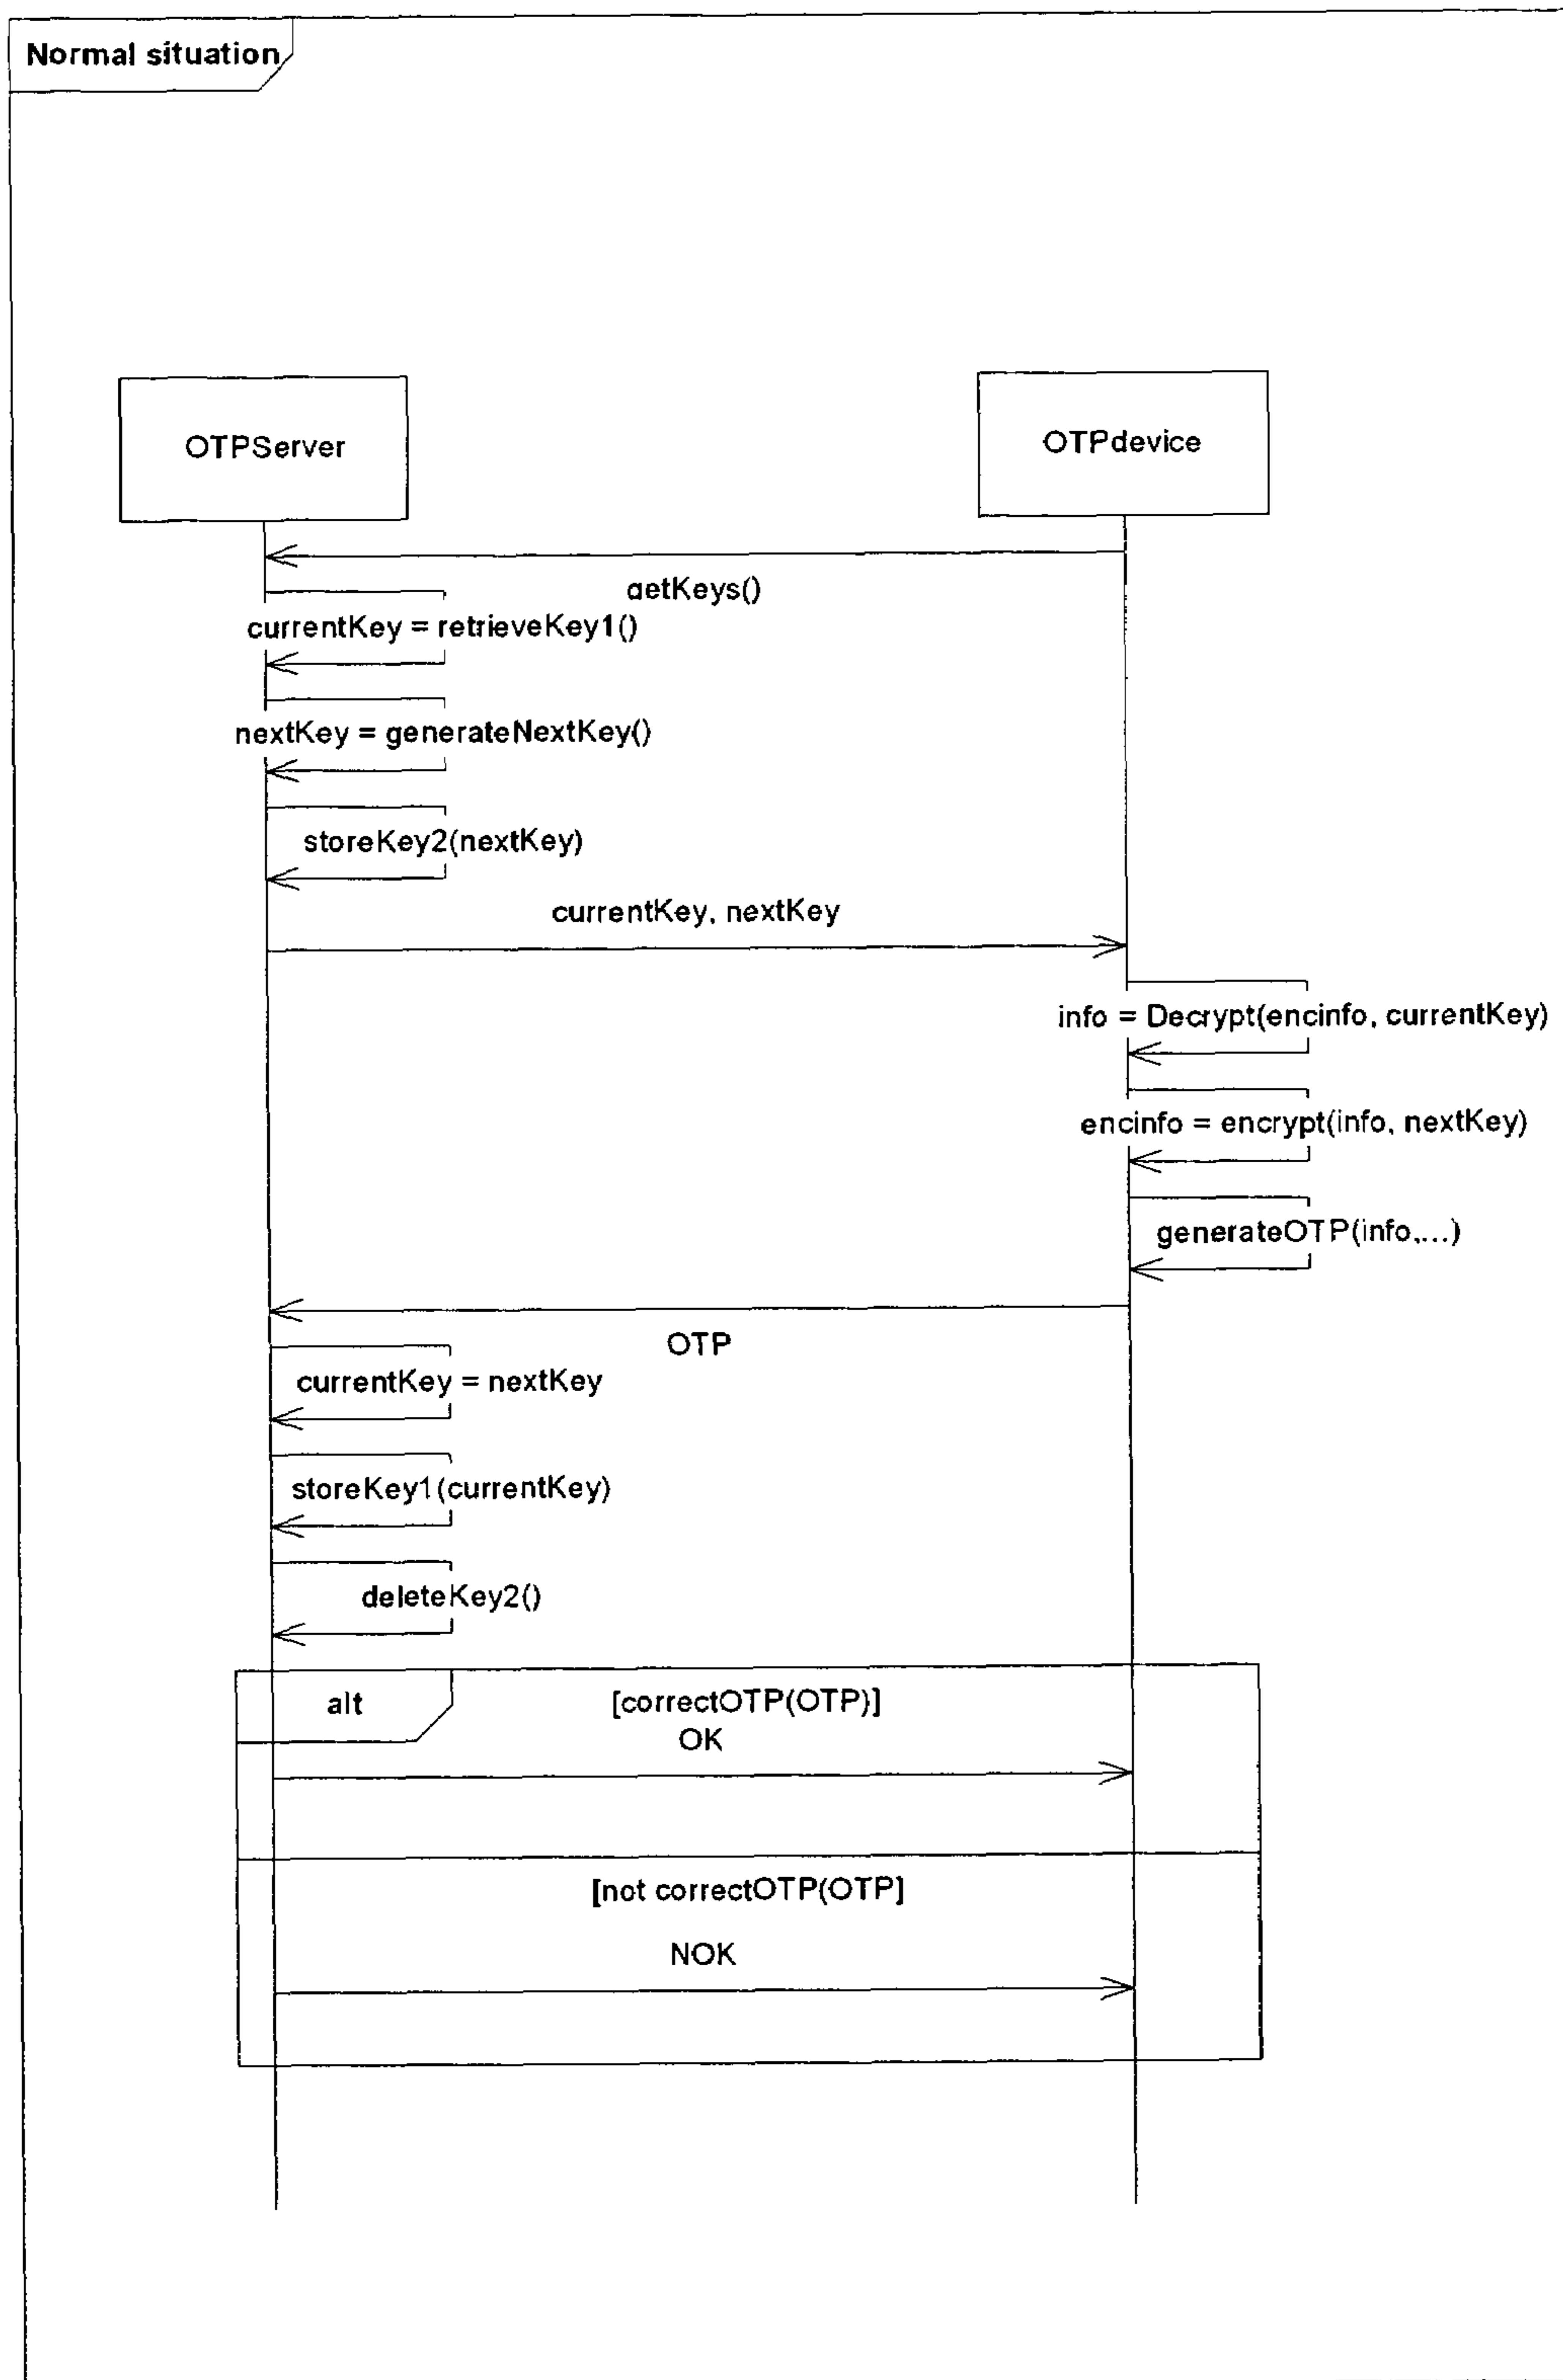 Normal situation
OTPServer
OTPdevice
getKeys()
currentKey = retrieveKey1()
nextKey = generateNextKey()
storeKey2(nextKey)
currentKey, nextKey
info = Decrypt(encinfo, currentKey)
encinfo = encrypt(info, nextKey)
generateOTP(info,...)
OTP
currentKey = nextKey
storeKey1(currentKey)
deleteKey2()
alt
[correctOTP(OTP)]
OK
[not correctOTP(OTP]
NOK